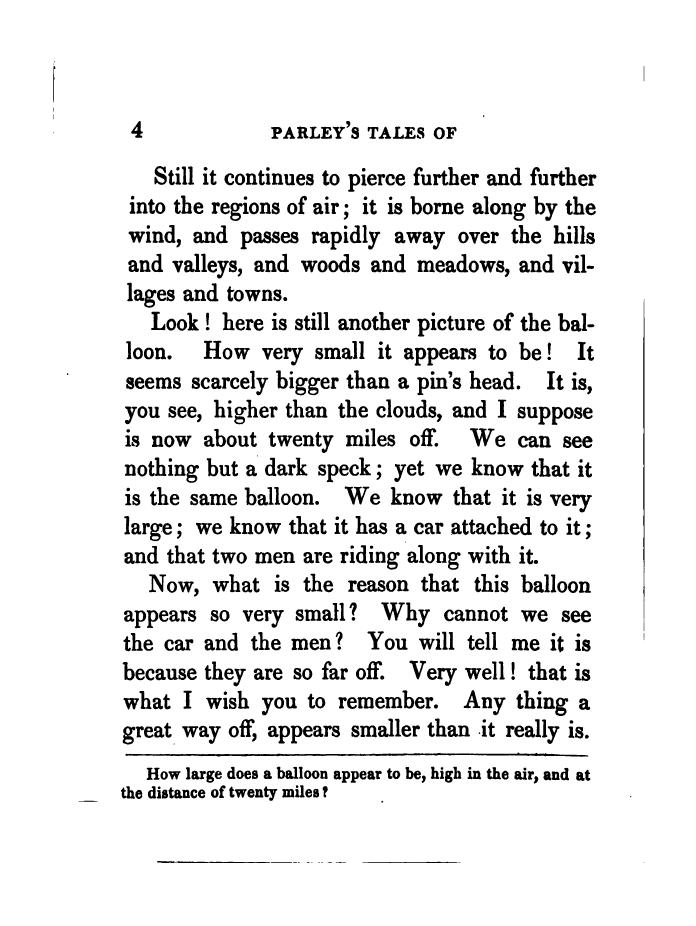 4 PARLEY'S TALES OF
Still it continues to pierce further and further
into the regions of air; it is borne along by the
wind, and passes rapidly away over the hills
and valleys, and woods and meadows, and vil-
lages and towns.
Look! here is still another picture of the bal-
loon. How very small it appears to be! It
seems scarcely bigger than a pin's head. It is,
you see, higher than the clouds, and I suppose
is now about twenty miles off. We can see
nothing but a dark speck; yet we know that it
is the same balloon. We know that it is very
large; we know that it has a car attached to it;
and that two men are riding along with it.
Now, what is the reason that this balloon
appears so very small? Why cannot we see
the car and the men? You will tell me it is
because they are so far off. Very well! that is
what I wish you to remember. Any thing a
great way off, appears smaller than it really is.
How large does a balloon appear to be, high in the air, and at
the distance of twenty miles?